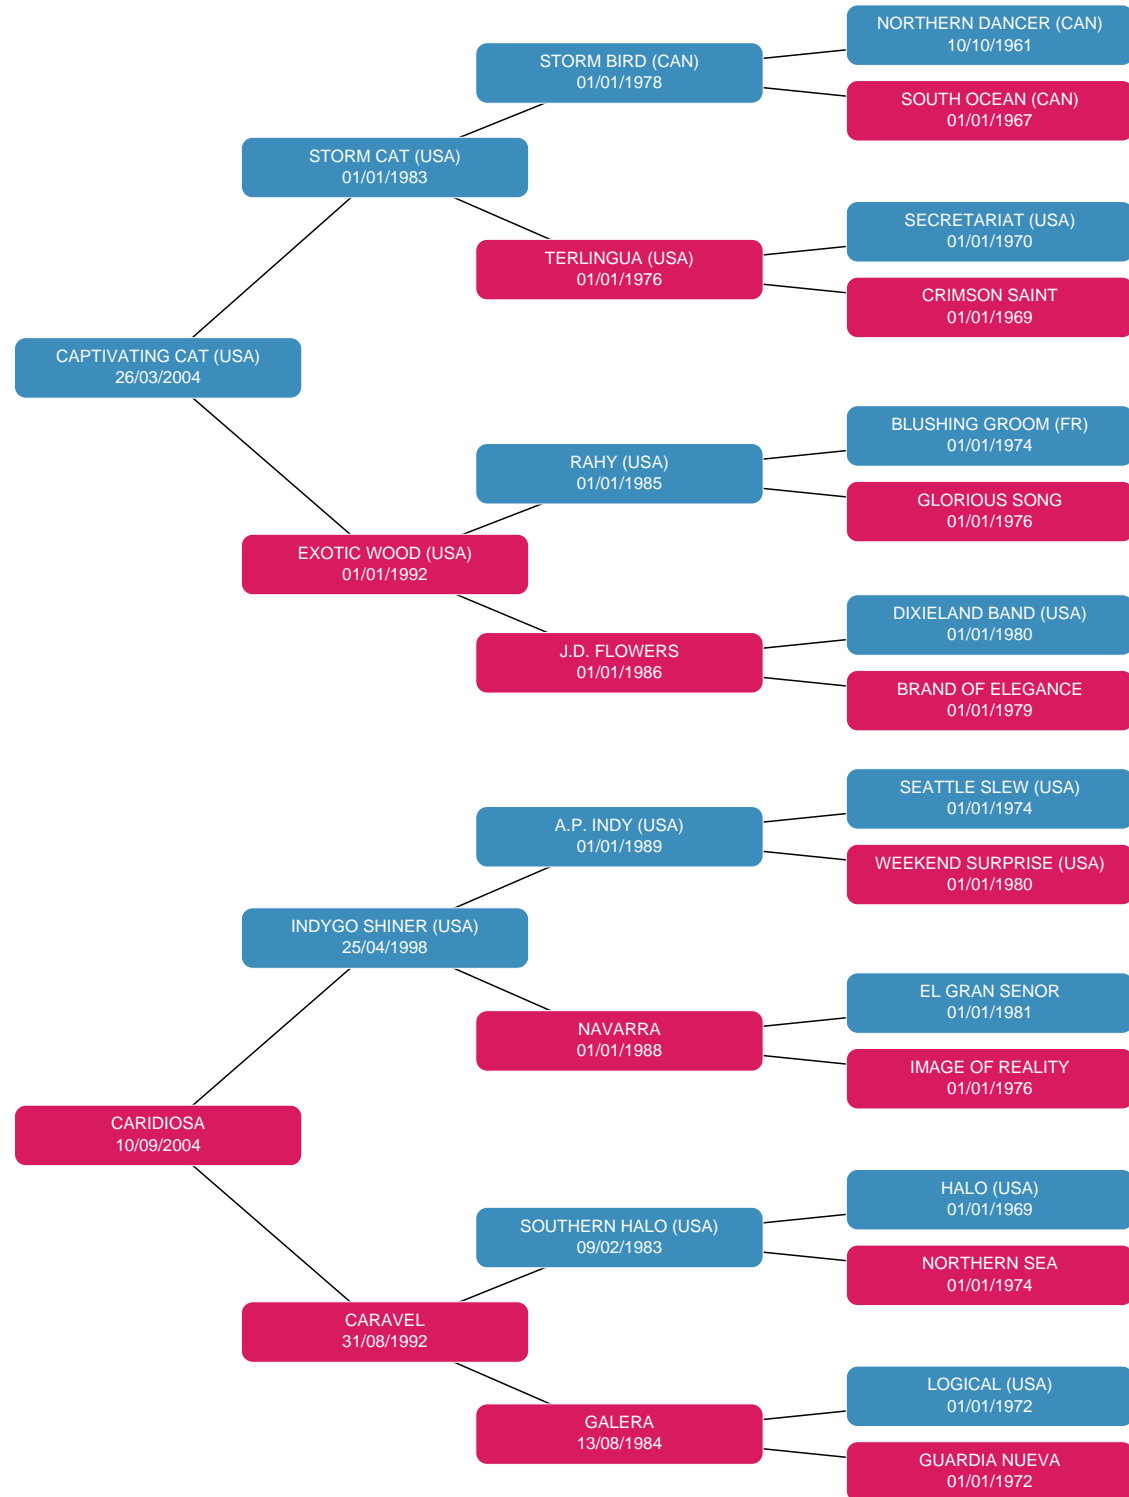 NORTHERN DANCER (CAN)
10/10/1961
STORM BIRD (CAN)
01/01/1978
SOUTH OCEAN (CAN)
01/01/1967
STORM CAT (USA)
01/01/1983
SECRETARIAT (USA)
01/01/1970
TERLINGUA (USA)
01/01/1976
CRIMSON SAINT
01/01/1969
CAPTIVATING CAT (USA)
26/03/2004
BLUSHING GROOM (FR)
01/01/1974
RAHY (USA)
01/01/1985
GLORIOUS SONG
01/01/1976
EXOTIC WOOD (USA)
01/01/1992
DIXIELAND BAND (USA)
01/01/1980
J.D. FLOWERS
01/01/1986
BRAND OF ELEGANCE
01/01/1979
SEATTLE SLEW (USA)
01/01/1974
A.P. INDY (USA)
01/01/1989
WEEKEND SURPRISE (USA)
01/01/1980
INDYGO SHINER (USA)
25/04/1998
EL GRAN SENOR
01/01/1981
NAVARRA
01/01/1988
IMAGE OF REALITY
01/01/1976
CARIDIOSA
10/09/2004
HALO (USA)
01/01/1969
SOUTHERN HALO (USA)
09/02/1983
NORTHERN SEA
01/01/1974
CARAVEL
31/08/1992
LOGICAL (USA)
01/01/1972
GALERA
13/08/1984
GUARDIA NUEVA
01/01/1972